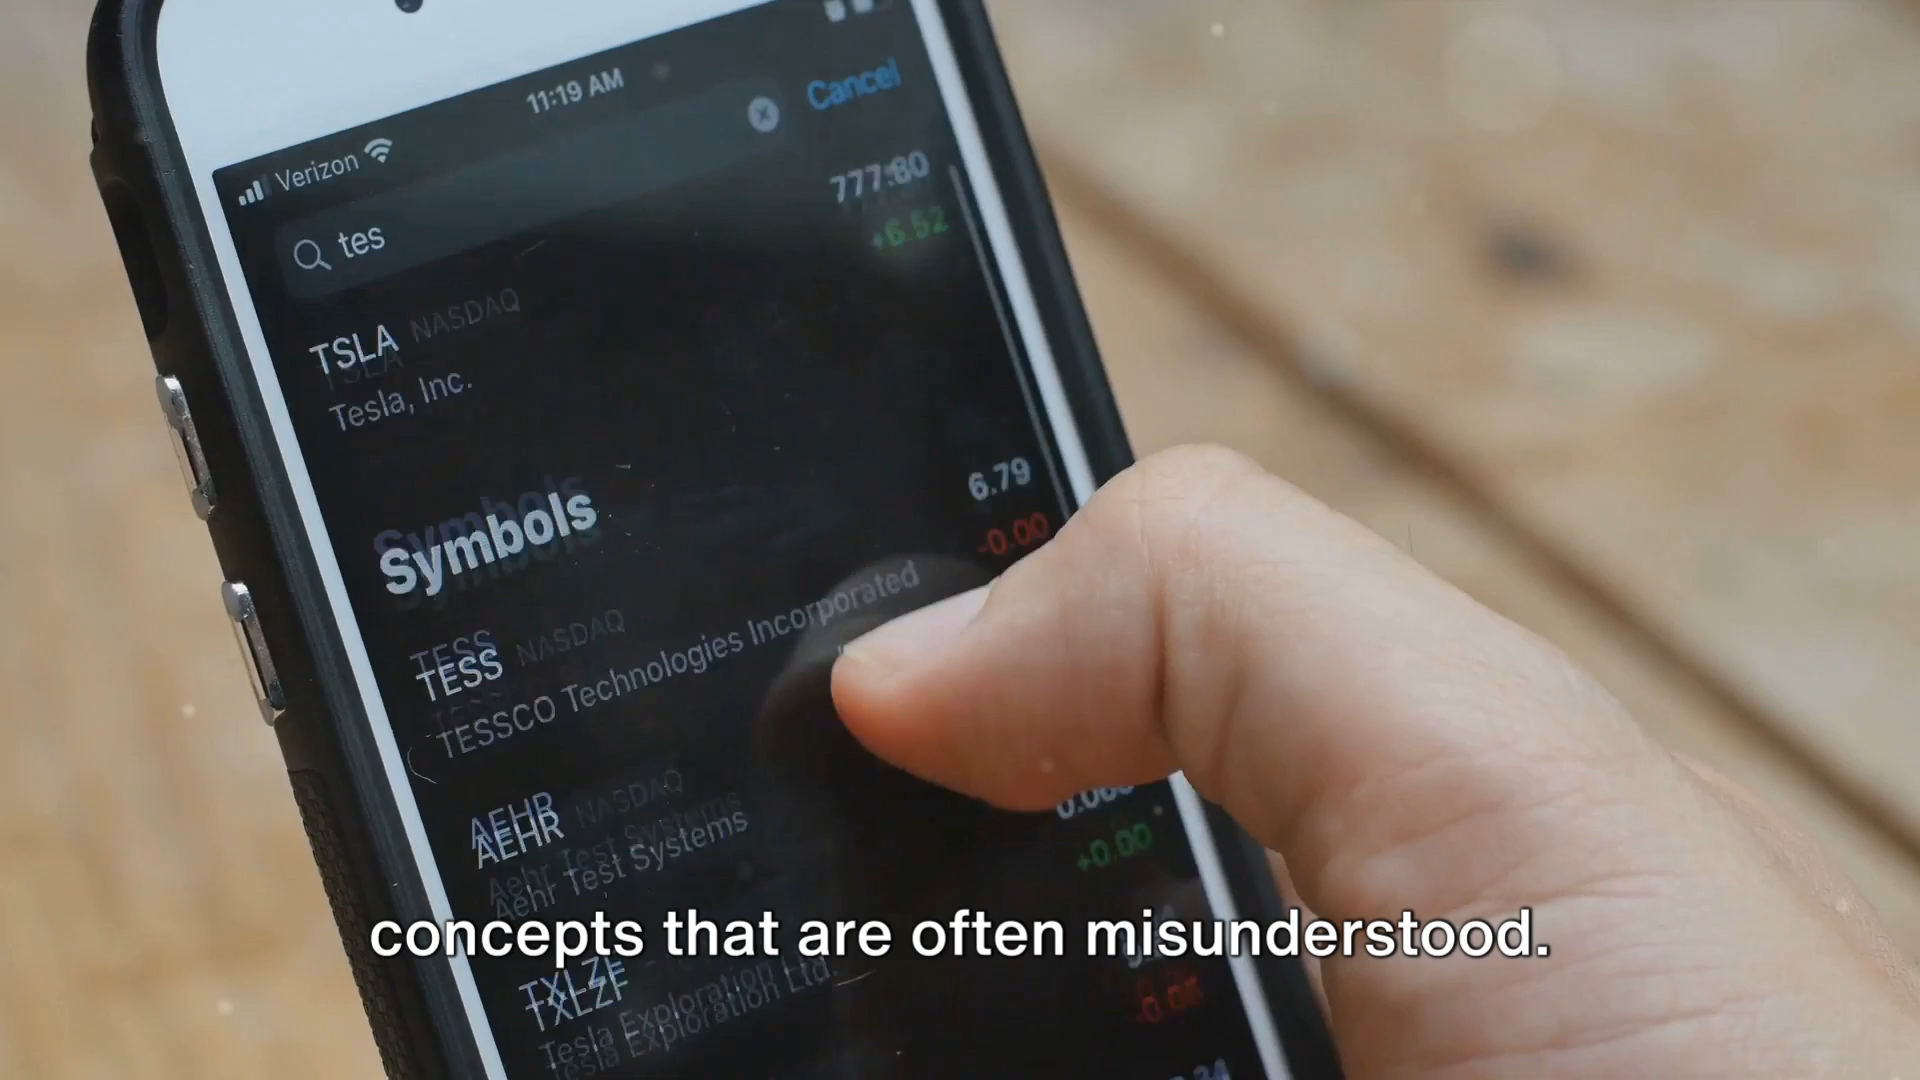 11:19 AM
Verizon
Cancel
tes
777.80
+6.52
TSLA NASDAQ
Tesla, Inc.
Symbols
6.79
-0.00
TESS NASDAQ
TESSCO Technologies Incorporated
AEHR NASDAQ
Aehr Test Systems
+0.00
concepts that are often misunderstood.
TXLZF
Tesla Exploration Ltd.